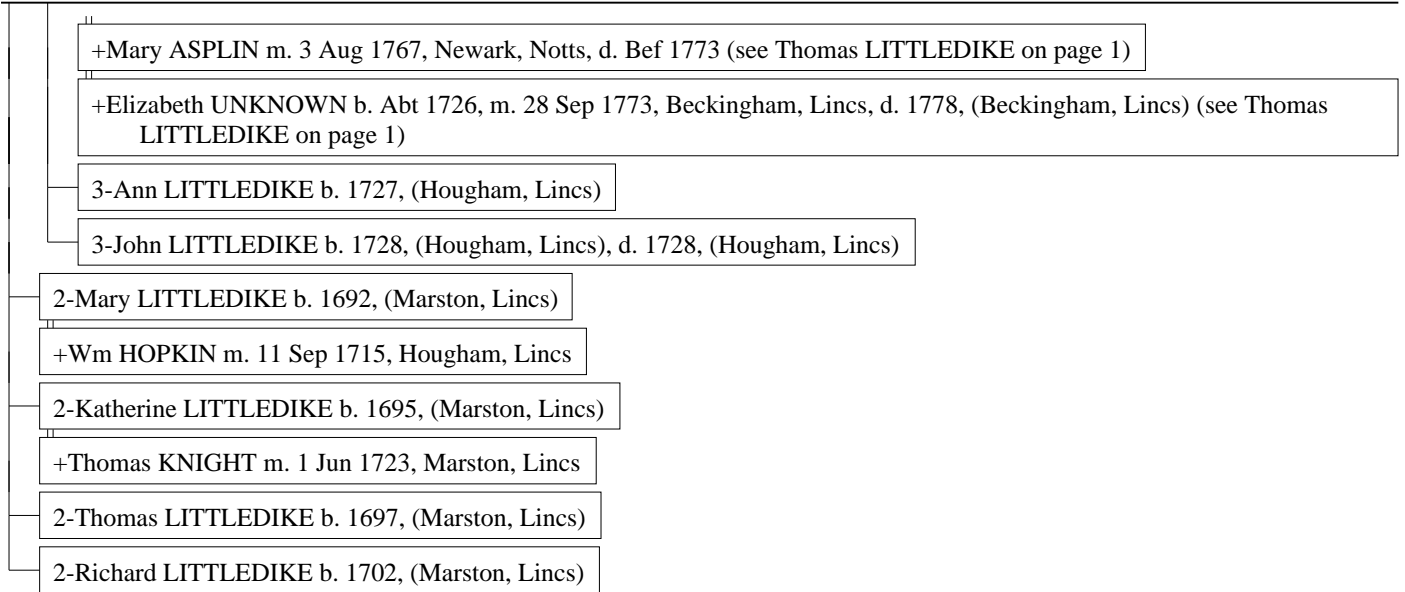 +Mary ASPLIN m. 3 Aug 1767, Newark, Notts, d. Bef 1773 (see Thomas LITTLEDIKE on page 1)
+Elizabeth UNKNOWN b. Abt 1726, m. 28 Sep 1773, Beckingham, Lincs, d. 1778, (Beckingham, Lincs) (see Thomas
LITTLEDIKE on page 1)
3-Ann LITTLEDIKE b. 1727, (Hougham, Lincs)
3-John LITTLEDIKE b. 1728, (Hougham, Lincs), d. 1728, (Hougham, Lincs)
2-Mary LITTLEDIKE b. 1692, (Marston, Lincs)
+Wm HOPKIN m. 11 Sep 1715, Hougham, Lincs
2-Katherine LITTLEDIKE b. 1695, (Marston, Lincs)
+Thomas KNIGHT m. 1 Jun 1723, Marston, Lincs
2-Thomas LITTLEDIKE b. 1697, (Marston, Lincs)
2-Richard LITTLEDIKE b. 1702, (Marston, Lincs)